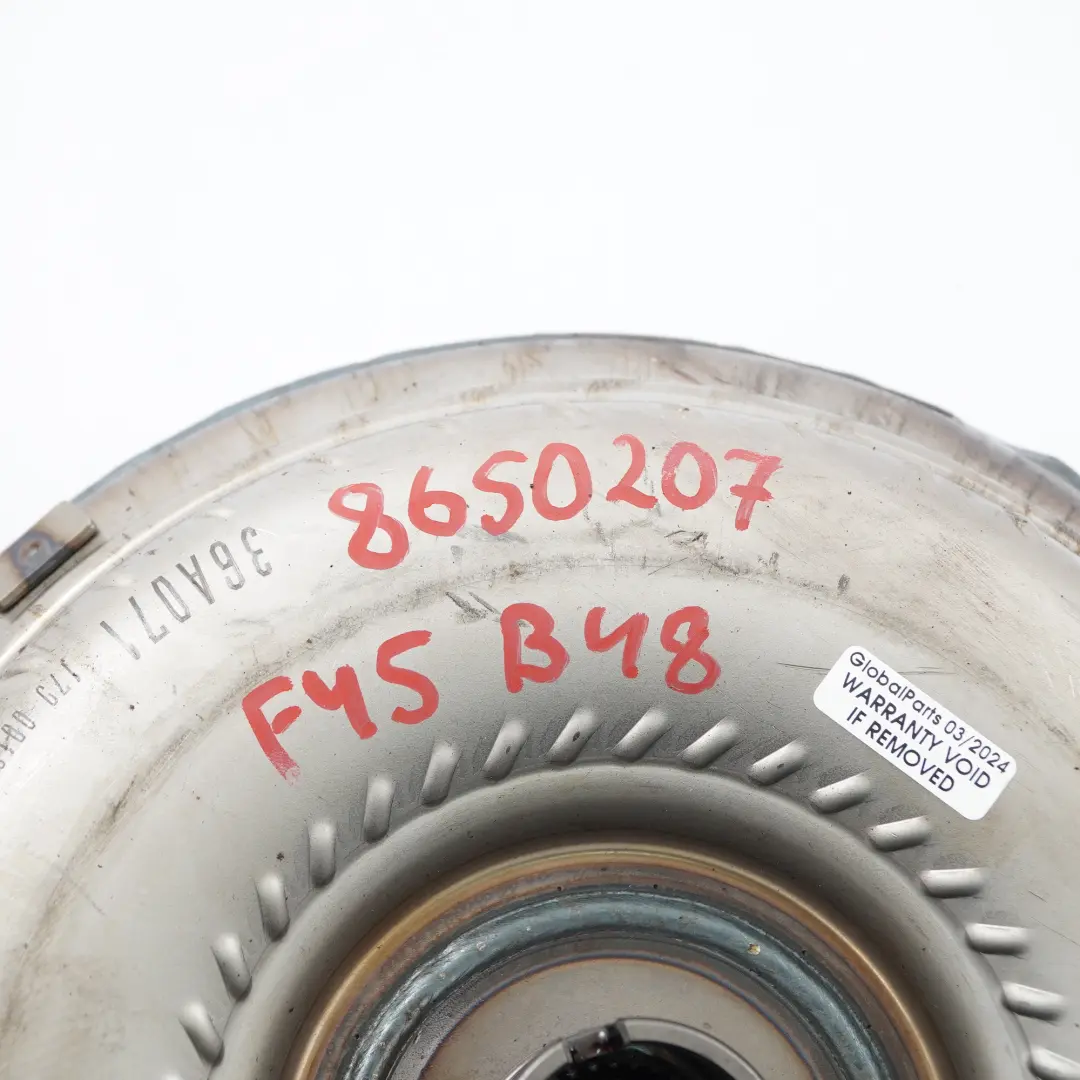 8650207
F45 B48
36A071
GlobalParts 03/2024
WARRANTY VOID
IF REMOVED